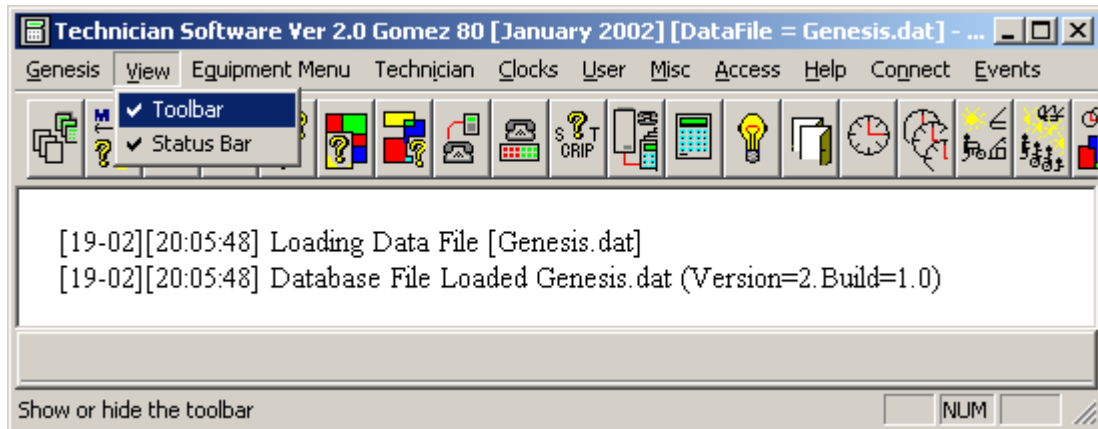 Technician Software Ver 2.0 Gomez 80 [January 2002] [DataFile = Genesis.dat] - ...
Genesis View Equipment Menu Technician Clocks User Misc Access Help Connect Events
Toolbar
Status Bar
M
S T
CRIP
[19-02][20:05:48] Loading Data File [Genesis.dat]
[19-02][20:05:48] Database File Loaded Genesis.dat (Version=2.Build=1.0)
Show or hide the toolbar
NUM